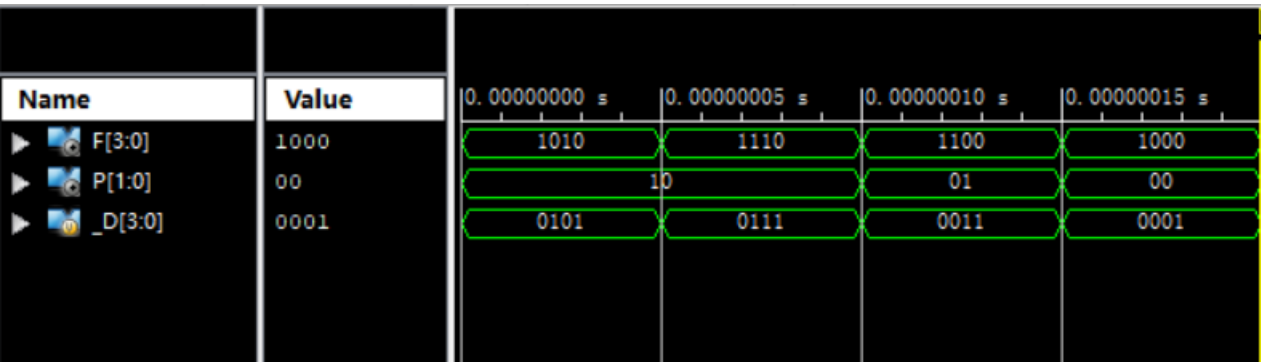 Name Value 0.00000000 s 0.00000005 s 0.00000010 s 0.00000015 s
F[3:0] 1000 1010 1110 1100 1000
P[1:0] 00 10 01 00
_D[3:0] 0001 0101 0111 0011 0001